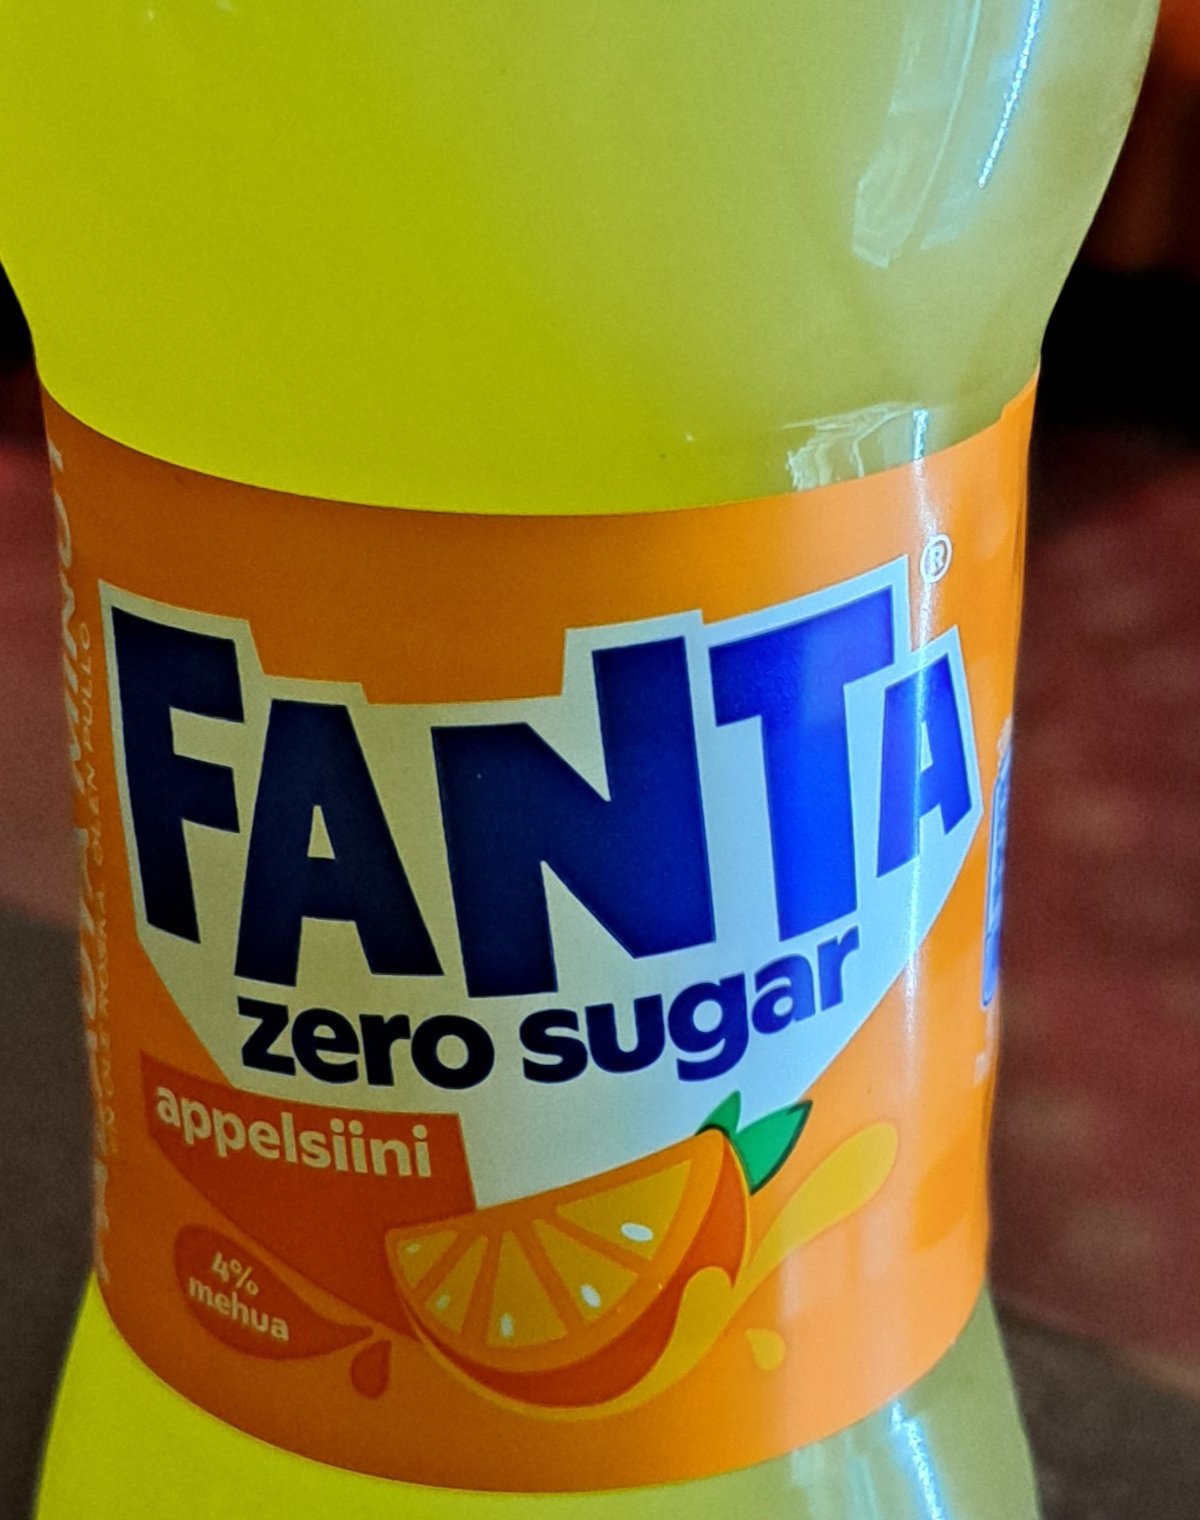 FANTA®
zero sugar
appelsiini
4%
mehua